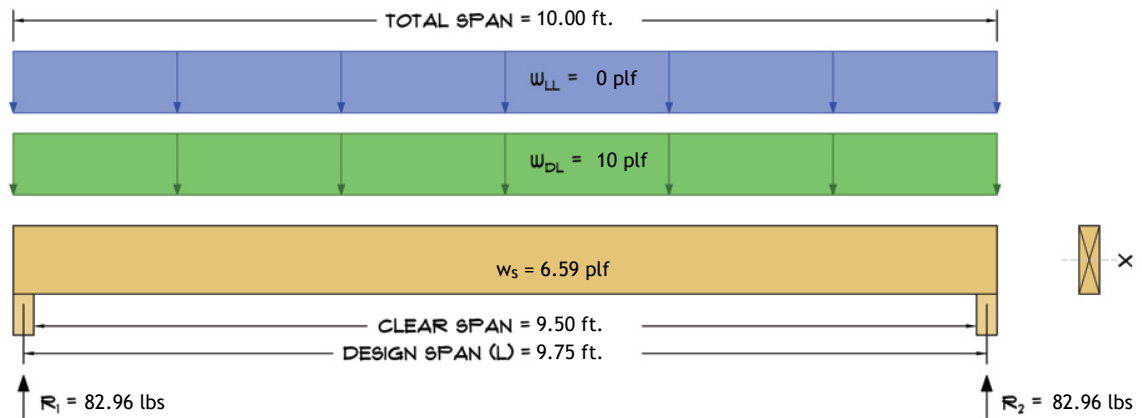 TOTAL SPAN = 10.00 ft.
WLL = 0 plf
WDL = 10 plf
ws = 6.59 plf
X
CLEAR SPAN = 9.50 ft.
DESIGN SPAN (L) = 9.75 ft.
R1 = 82.96 lbs
R2 = 82.96 lbs